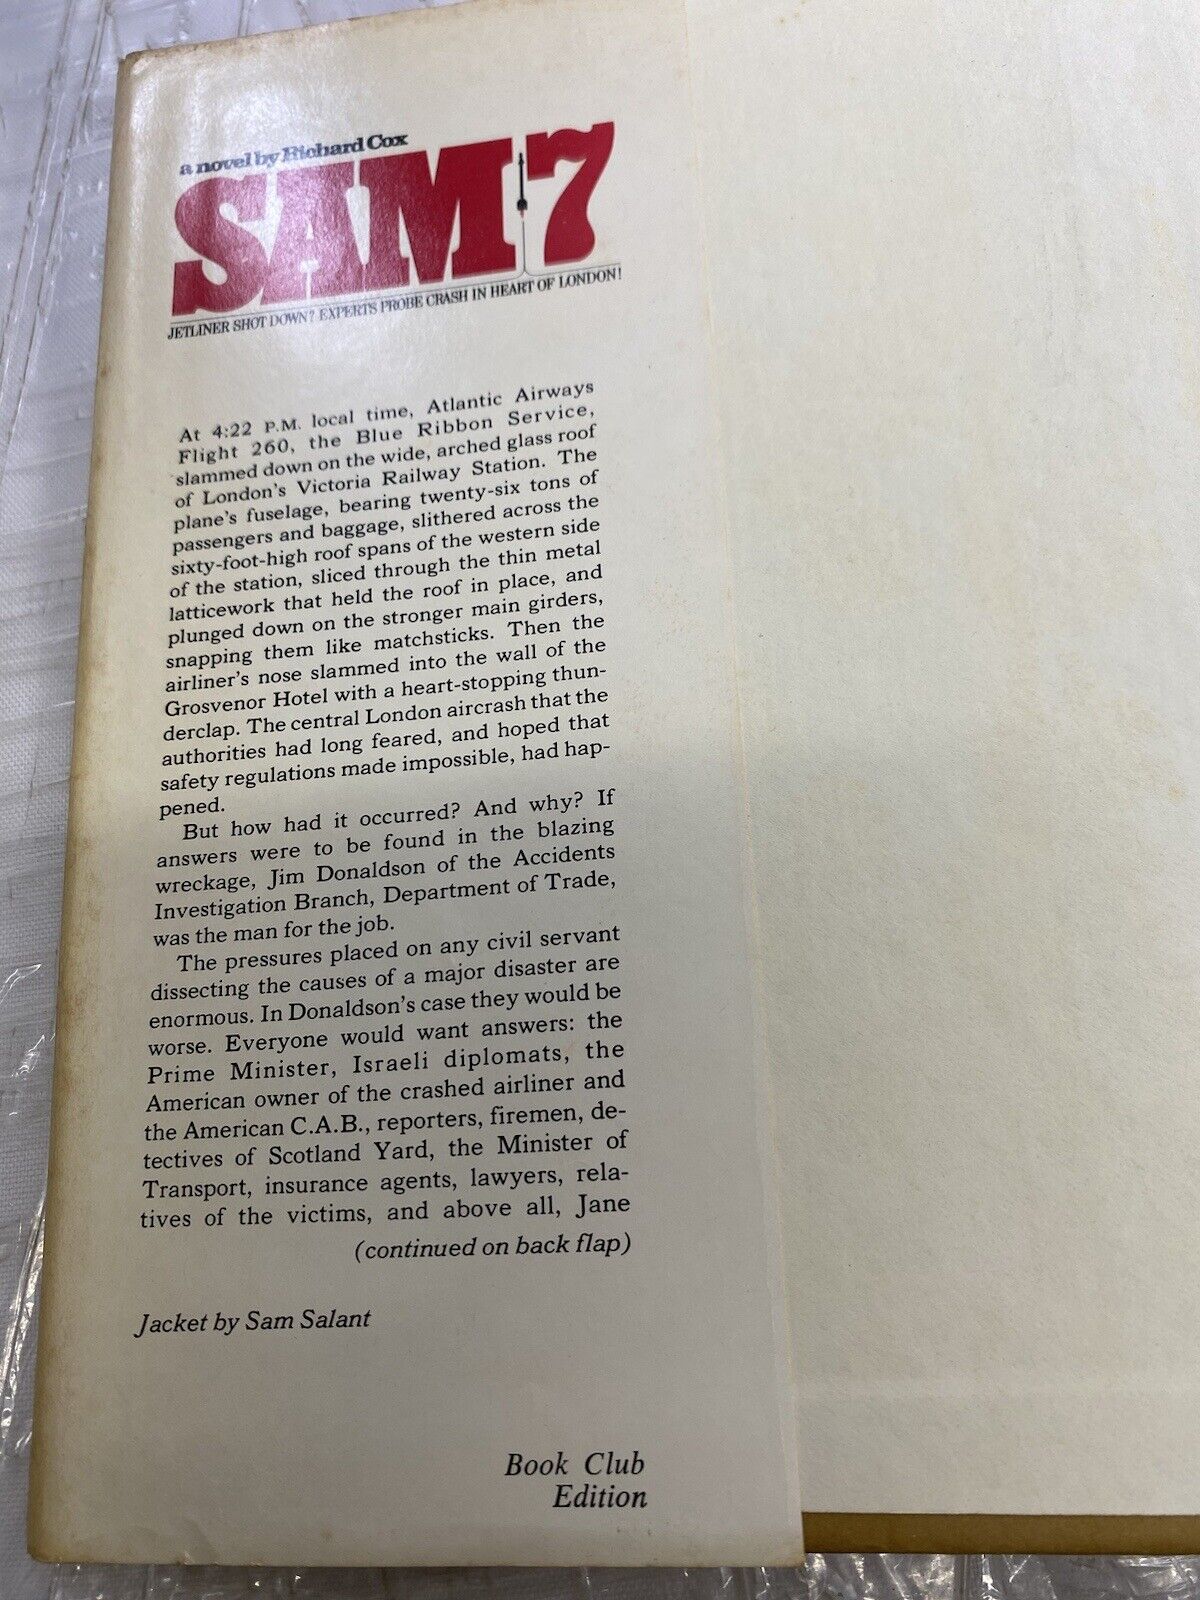 a novel by Richard Cox
SAM 7
JETLINER SHOT DOWN? EXPERTS PROBE CRASH IN HEART OF LONDON!
At 4:22 P.M. local time, Atlantic Airways
Flight 260, the Blue Ribbon Service,
slammed down on the wide, arched glass roof
of London's Victoria Railway Station. The
plane's fuselage, bearing twenty-six tons of
passengers and baggage, slithered across the
sixty-foot-high roof spans of the western side
of the station, sliced through the thin metal
latticework that held the roof in place, and
plunged down on the stronger main girders,
snapping them like matchsticks. Then the
airliner's nose slammed into the wall of the
Grosvenor Hotel with a heart-stopping thun-
derclap. The central London aircrash that the
authorities had long feared, and hoped that
safety regulations made impossible, had hap-
pened.
But how had it occurred? And why? If
answers were to be found in the blazing
wreckage, Jim Donaldson of the Accidents
Investigation Branch, Department of Trade,
was the man for the job.
The pressures placed on any civil servant
dissecting the causes of a major disaster are
enormous. In Donaldson's case they would be
worse. Everyone would want answers: the
Prime Minister, Israeli diplomats, the
American owner of the crashed airliner and
the American C.A.B., reporters, firemen, de-
tectives of Scotland Yard, the Minister of
Transport, insurance agents, lawyers, rela-
tives of the victims, and above all, Jane
(continued on back flap)
Jacket by Sam Salant
Book Club
Edition